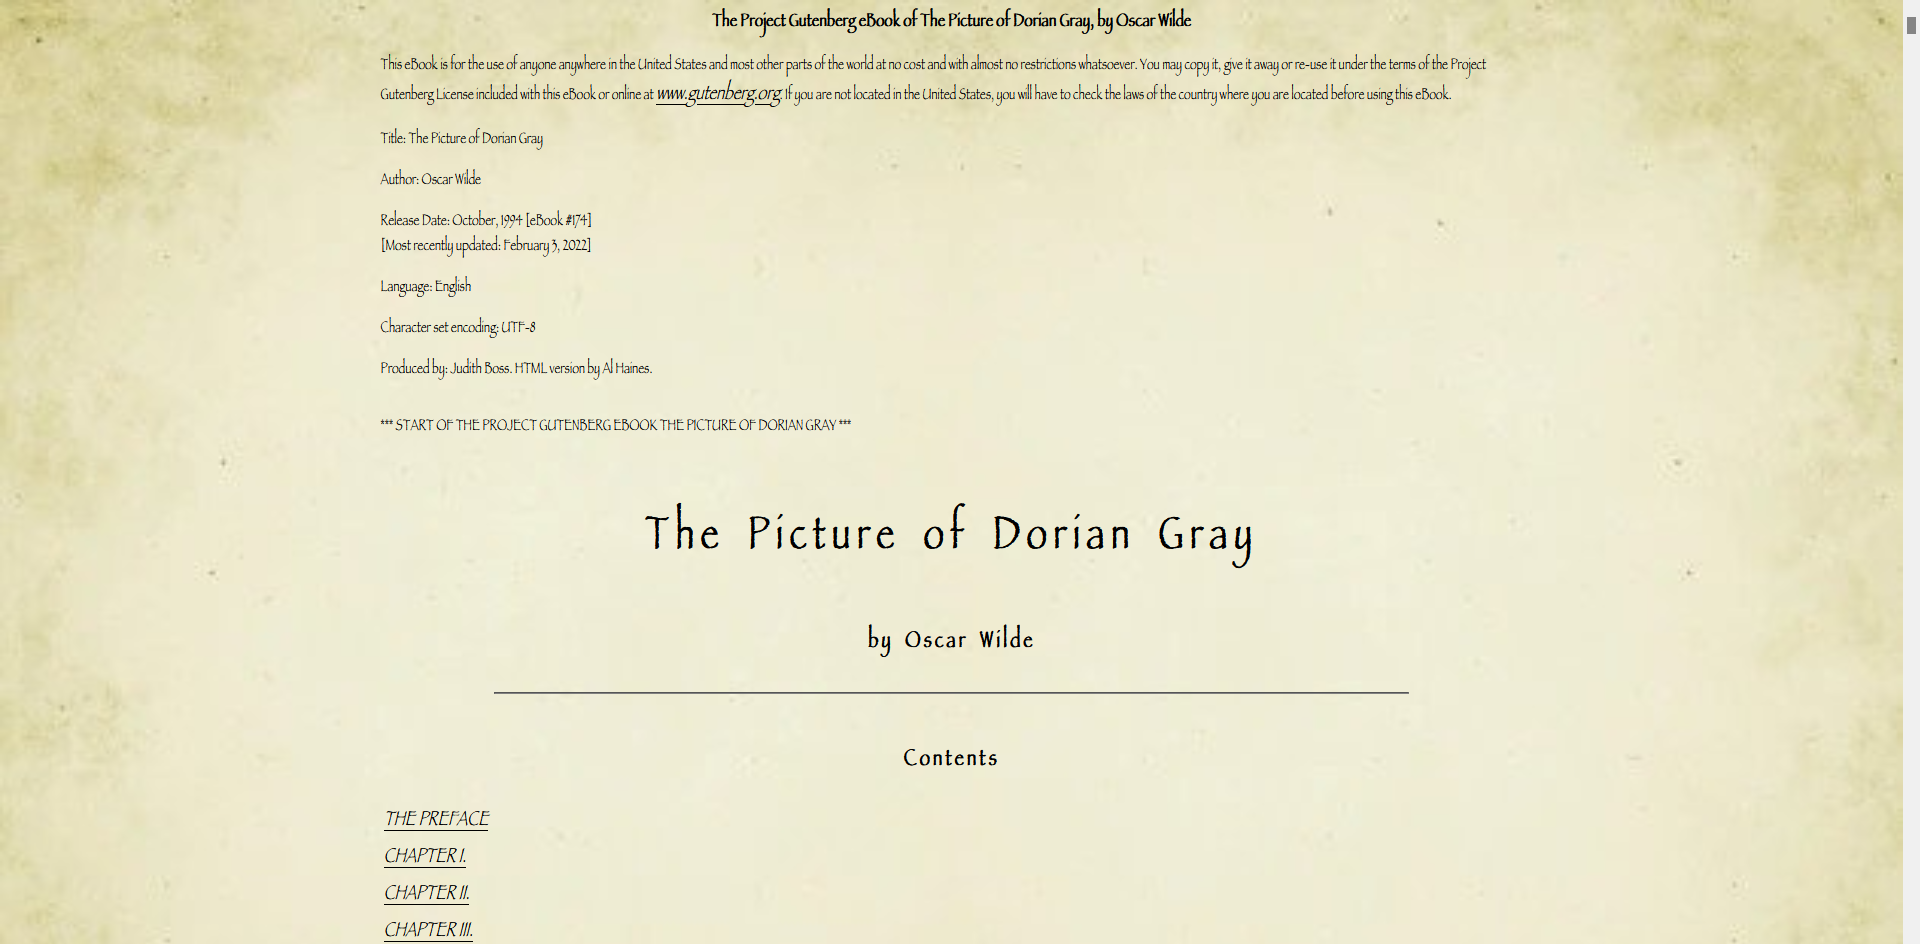 The Project Gutenberg eBook of The Picture of Dorian Gray, by Oscar Wilde
This eBook is for the use of anyone anywhere in the United States and most other parts of the world at no cost and with almost no restrictions whatsoever. You may copy it, give it away or re-use it under the terms of the Project
Gutenberg License included with this eBook or online at www.gutenberg.org. If you are not located in the United States, you will have to check the laws of the country where you are located before using this eBook.
Title: The Picture of Dorian Gray
Author: Oscar Wilde
Release Date: October, 1994 [eBook #174]
[Most recently updated: February 3, 2022]
Language: English
Character set encoding: UTF-8
Produced by: Judith Boss. HTML version by Al Haines.
*** START OF THE PROJECT GUTENBERG EBOOK THE PICTURE OF DORIAN GRAY ***
The Picture of Dorian Gray
by Oscar Wilde
Contents
THE PREFACE
CHAPTER I.
CHAPTER II.
CHAPTER III.